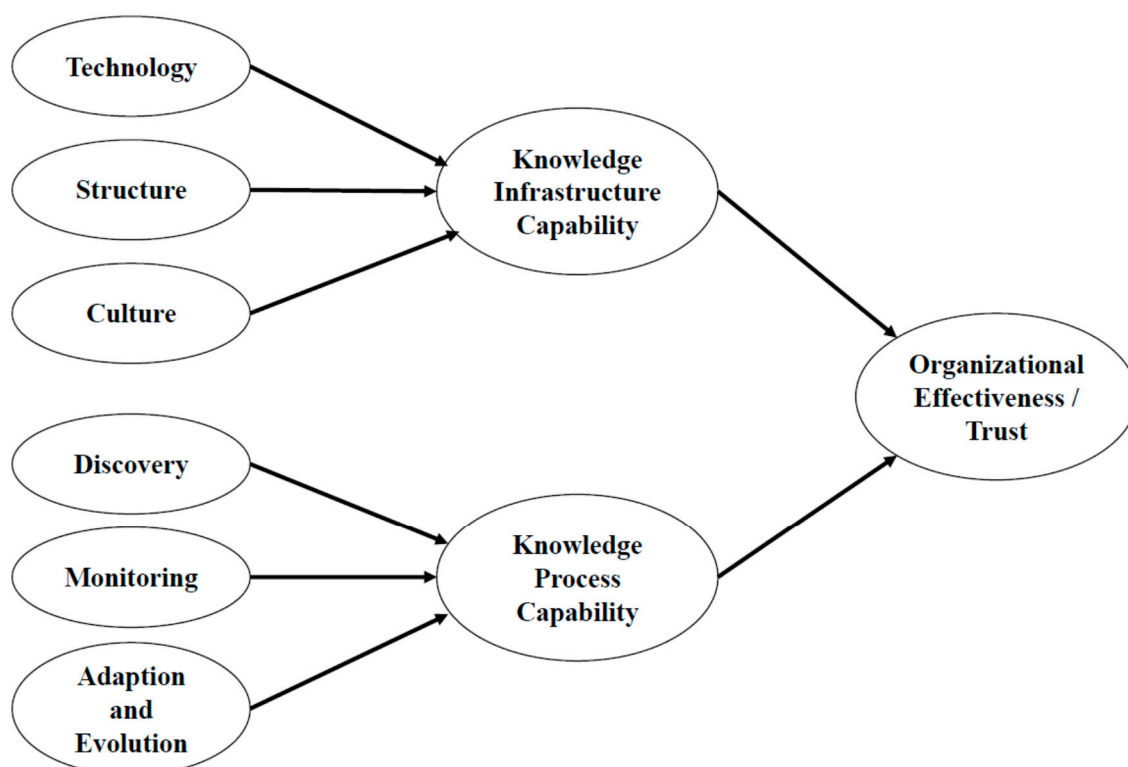 Technology
Structure
Culture
Knowledge
Infrastructure
Capability
Discovery
Monitoring
Adaption
and
Evolution
Knowledge
Process
Capability
Organizational
Effectiveness /
Trust